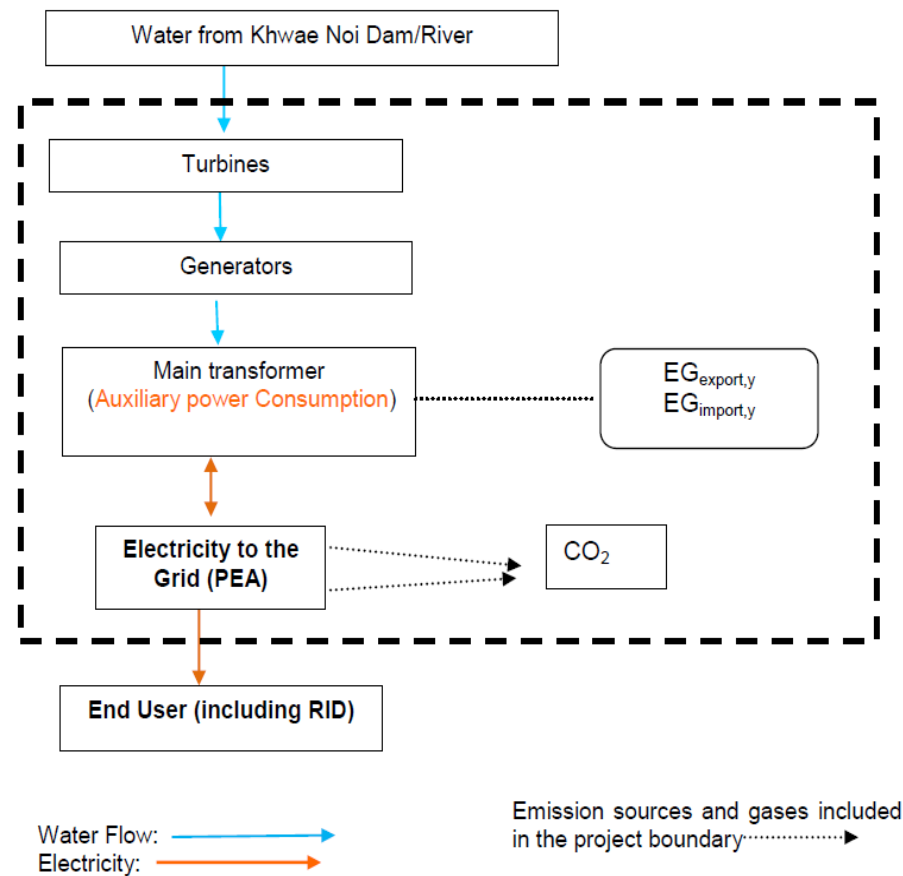 Water from Khwae Noi Dam/River
Turbines
Generators
Main transformer
(Auxiliary power Consumption)
EGexport,y
EGimport,y
Electricity to the
Grid (PEA)
CO2
End User (including RID)
Water Flow:
Electricity:
Emission sources and gases included
in the project boundary